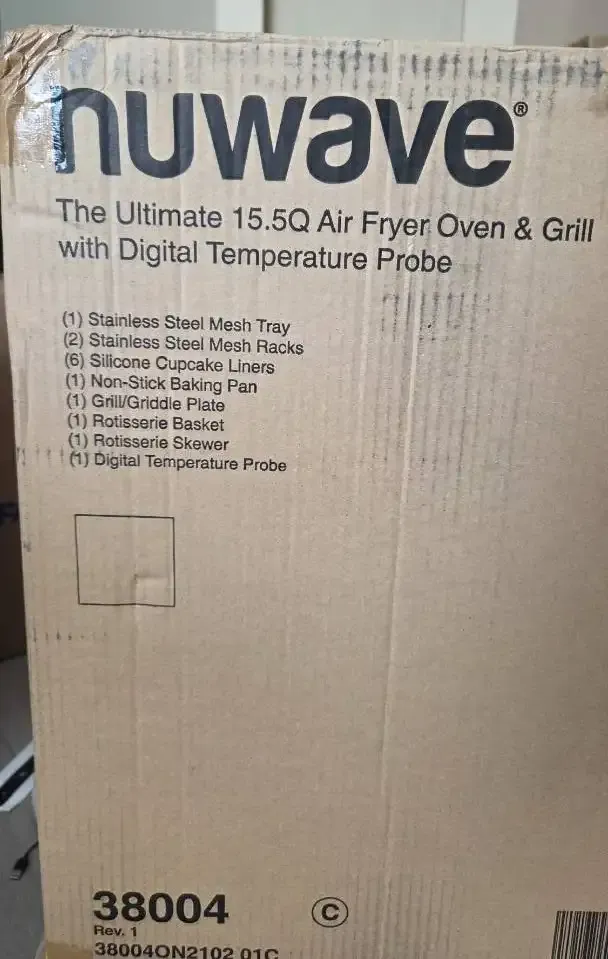 nuwave®
The Ultimate 15.5Q Air Fryer Oven & Grill
with Digital Temperature Probe
(1) Stainless Steel Mesh Tray
(2) Stainless Steel Mesh Racks
(6) Silicone Cupcake Liners
(1) Non-Stick Baking Pan
(1) Grill/Griddle Plate
(1) Rotisserie Basket
(1) Rotisserie Skewer
(1) Digital Temperature Probe
38004 C
Rev. 1
38004ON2102 01C